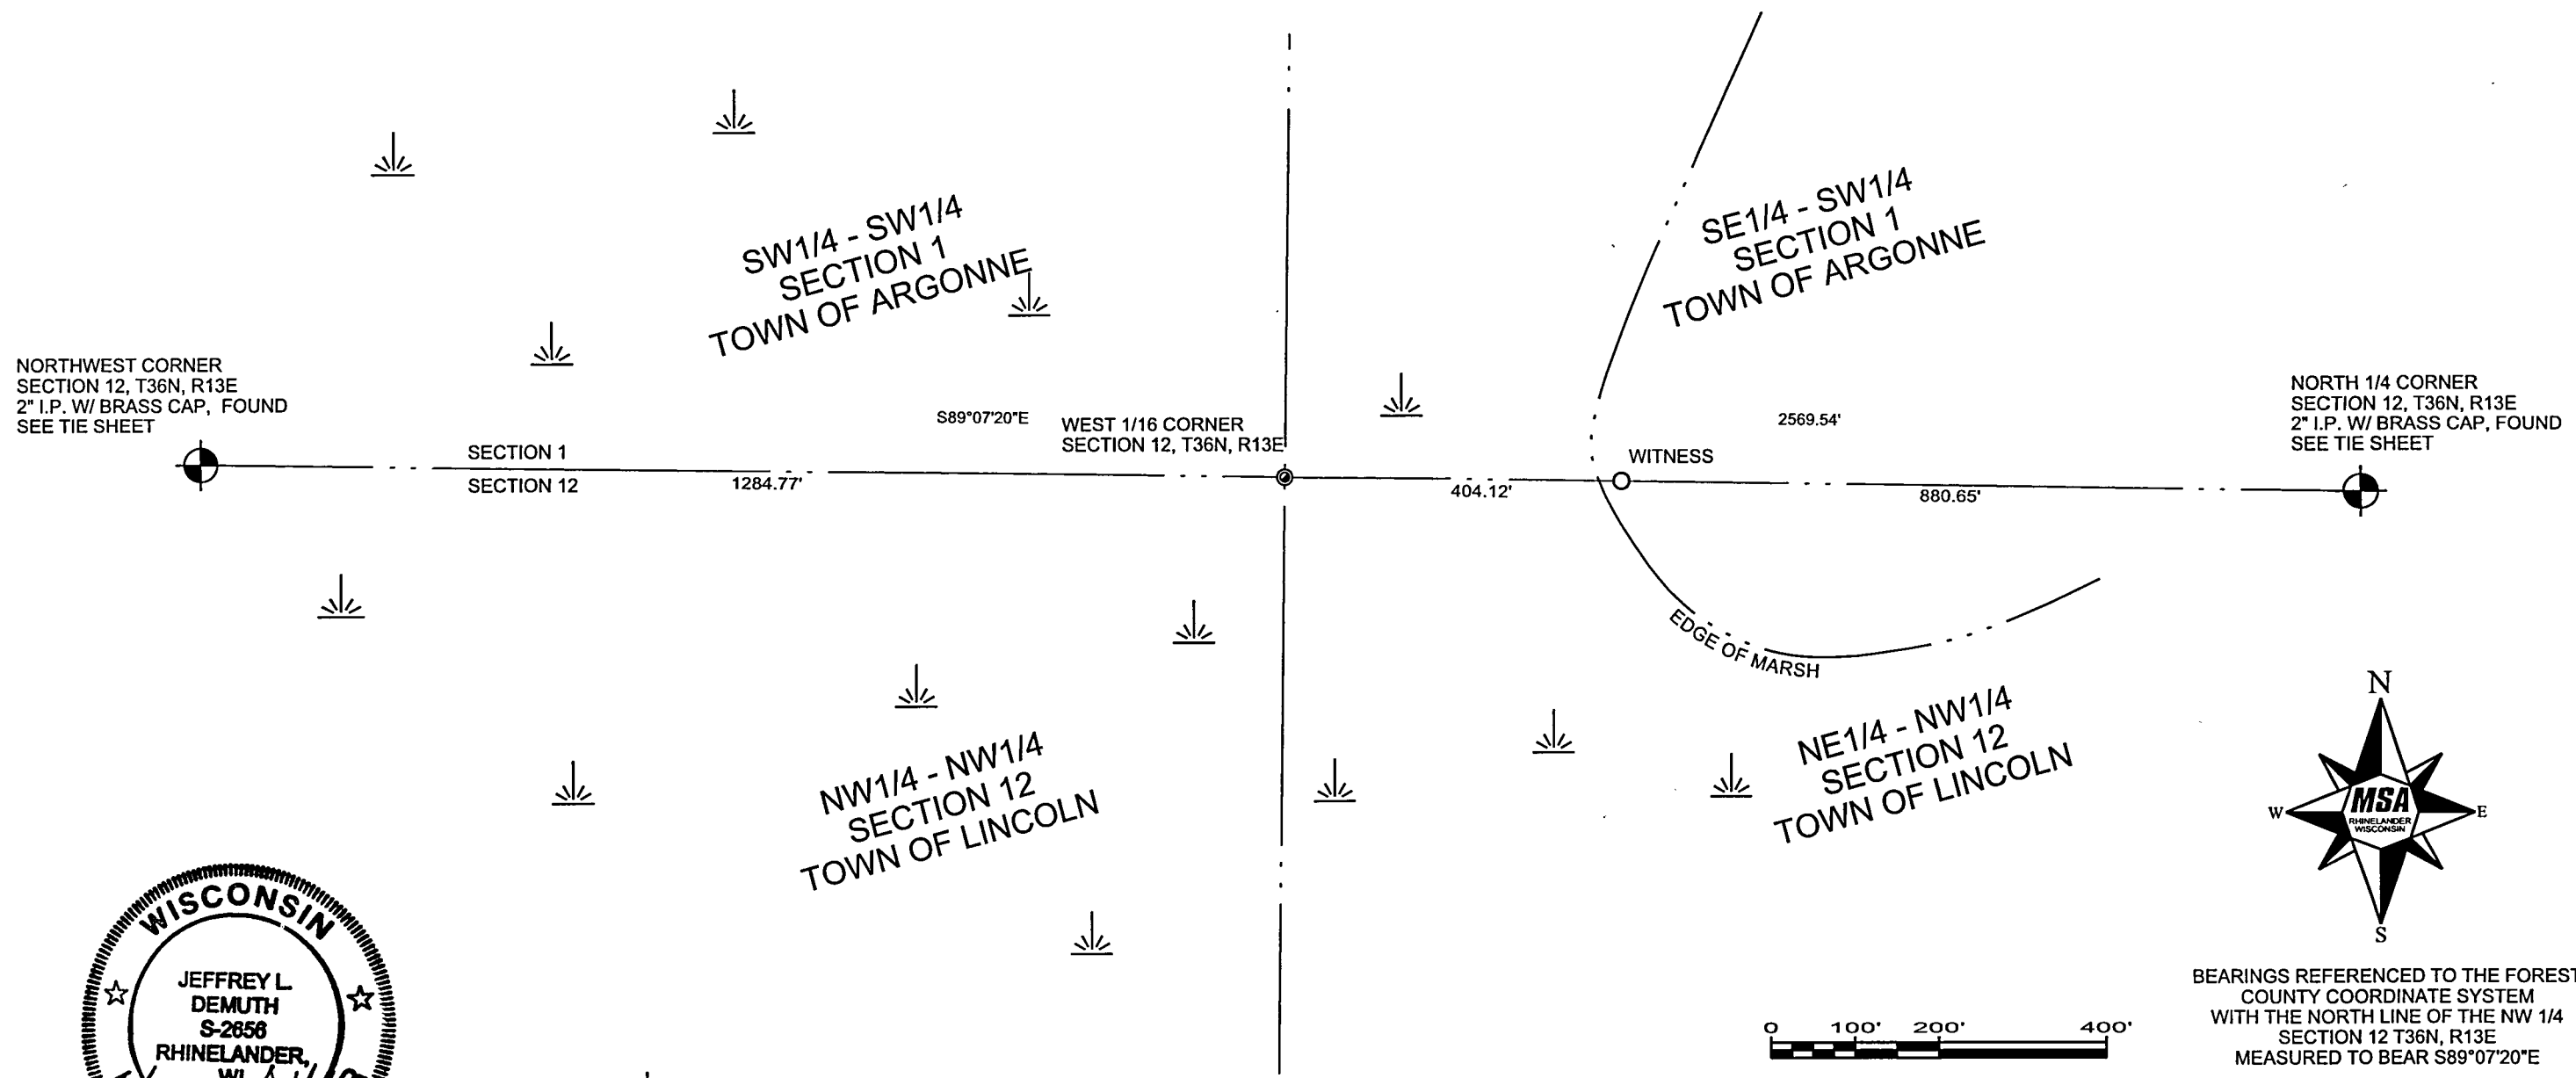 SW1/4 - SW1/4
SECTION 1
TOWN OF ARGONNE
SE1/4 - SW1/4
SECTION 1
TOWN OF ARGONNE
NORTHWEST CORNER
SECTION 12, T36N, R13E
2" I.P. W/ BRASS CAP, FOUND
SEE TIE SHEET
S89°07'20"E
WEST 1/16 CORNER
SECTION 12, T36N, R13E
2569.54'
NORTH 1/4 CORNER
SECTION 12, T36N, R13E
2" I.P. W/ BRASS CAP, FOUND
SEE TIE SHEET
SECTION 1
SECTION 12
1284.77'
WITNESS
404.12'
880.65'
EDGE OF MARSH
NW1/4 - NW1/4
SECTION 12
TOWN OF LINCOLN
NE1/4 - NW1/4
SECTION 12
TOWN OF LINCOLN
N
W
MSA
RHINELANDER
WISCONSIN
E
S
WISCONSIN
JEFFREY L.
DEMUTH
S-2656
RHINELANDER,
WI
0 100' 200' 400'
BEARINGS REFERENCED TO THE FOREST
COUNTY COORDINATE SYSTEM
WITH THE NORTH LINE OF THE NW 1/4
SECTION 12 T36N, R13E
MEASURED TO BEAR S89°07'20"E